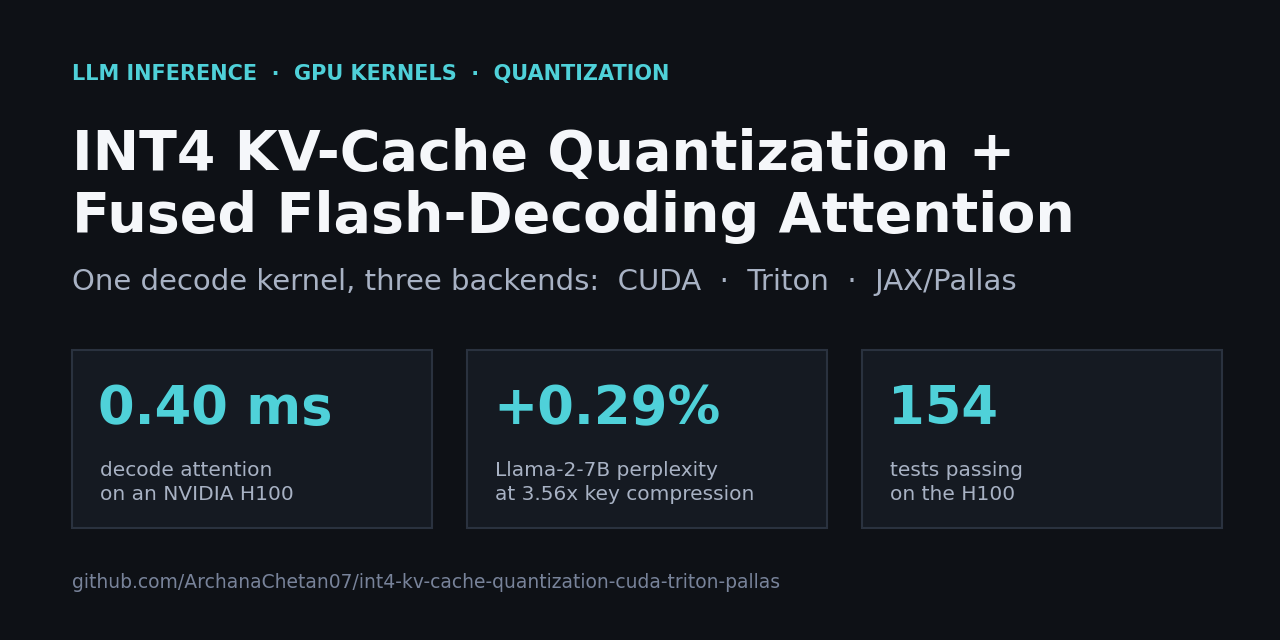 LLM INFERENCE · GPU KERNELS · QUANTIZATION
INT4 KV-Cache Quantization +
Fused Flash-Decoding Attention
One decode kernel, three backends: CUDA · Triton · JAX/Pallas
0.40 ms
decode attention
on an NVIDIA H100
+0.29%
Llama-2-7B perplexity
at 3.56x key compression
154
tests passing
on the H100
github.com/ArchanaChetan07/int4-kv-cache-quantization-cuda-triton-pallas